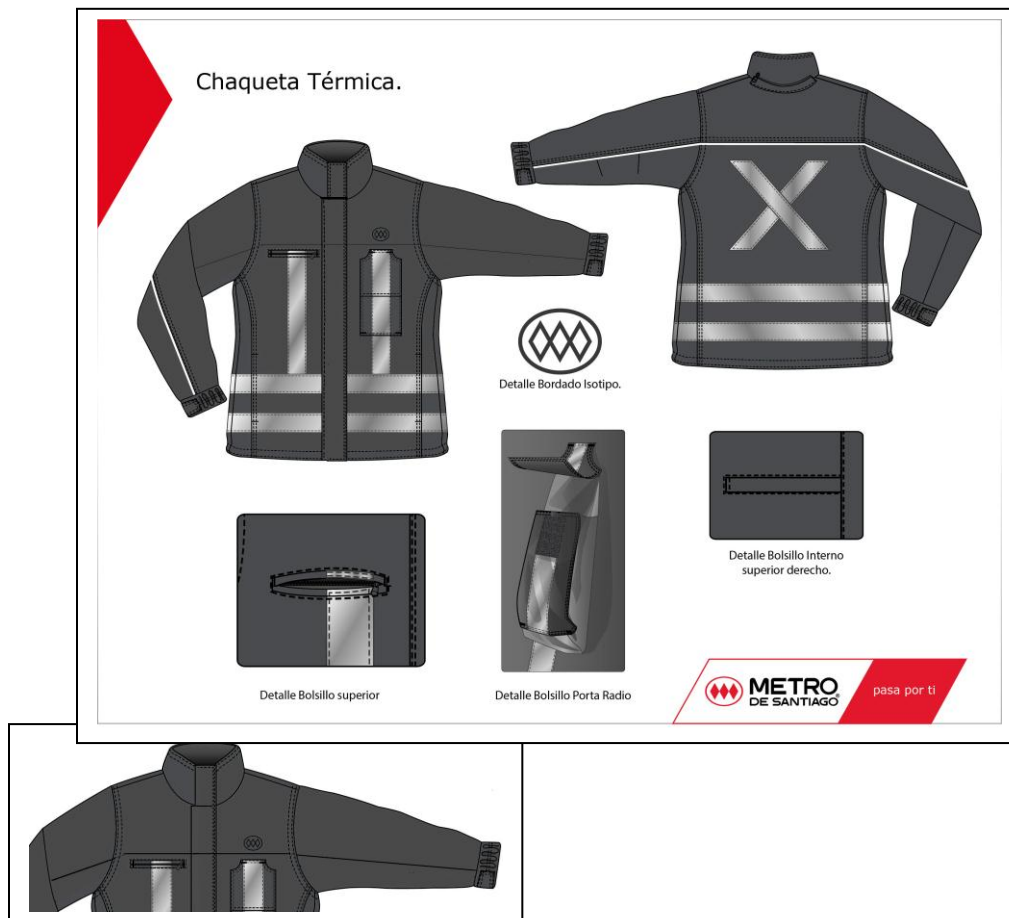 Chaqueta Térmica.
Detalle Bordado Isotipo.
Detalle Bolsillo Interno
superior derecho.
Detalle Bolsillo superior
Detalle Bolsillo Porta Radio
METRO
DE SANTIAGO
pasa por ti